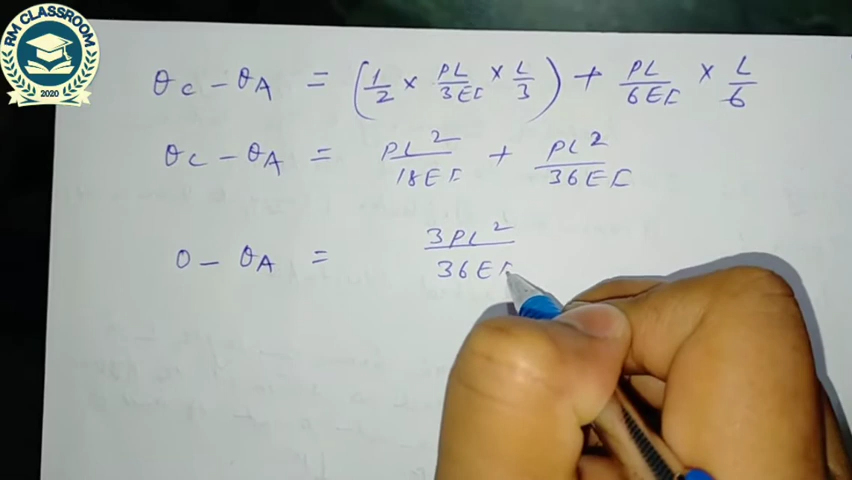 RM CLASSROOM
2020
θc - θA = (1/2 × PL/3EI × L/3) + PL/6EI × L/6
θc - θA = PL²/18EI + PL²/36EI
0 - θA = 3PL²/36EI